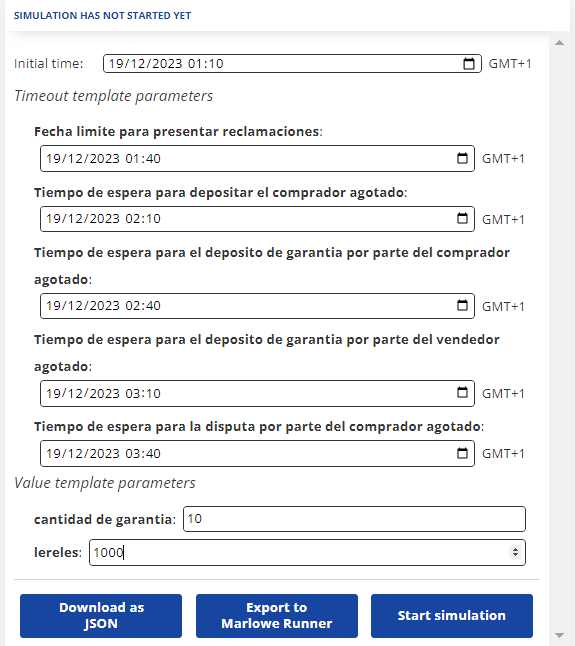 SIMULATION HAS NOT STARTED YET
Initial time: 19/12/2023 01:10 GMT+1
Timeout template parameters
Fecha limite para presentar reclamaciones:
19/12/2023 01:40 GMT+1
Tiempo de espera para depositar el comprador agotado:
19/12/2023 02:10 GMT+1
Tiempo de espera para el deposito de garantia por parte del comprador
agotado:
19/12/2023 02:40 GMT+1
Tiempo de espera para el deposito de garantia por parte del vendedor
agotado:
19/12/2023 03:10 GMT+1
Tiempo de espera para la disputa por parte del comprador agotado:
19/12/2023 03:40 GMT+1
Value template parameters
cantidad de garantia: 10
lereles: 1000
Download as
JSON
Export to
Marlowe Runner
Start simulation